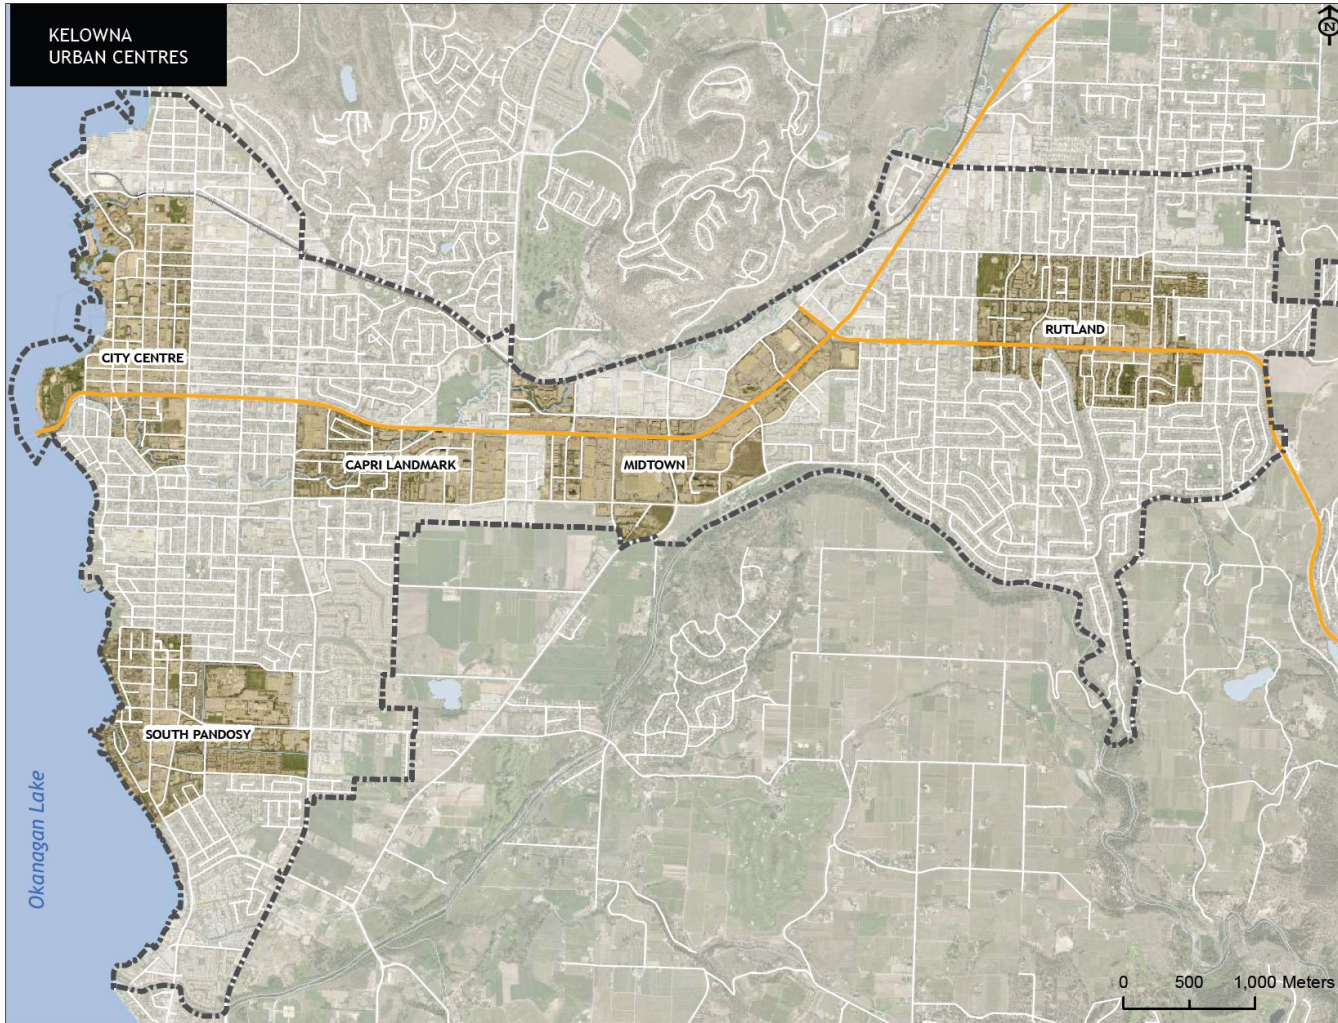 KELOWNA
URBAN CENTRES
N
CITY CENTRE
RUTLAND
CAPRI LANDMARK
MIDTOWN
SOUTH PANDOSY
Okanagan Lake
0 500 1,000 Meters